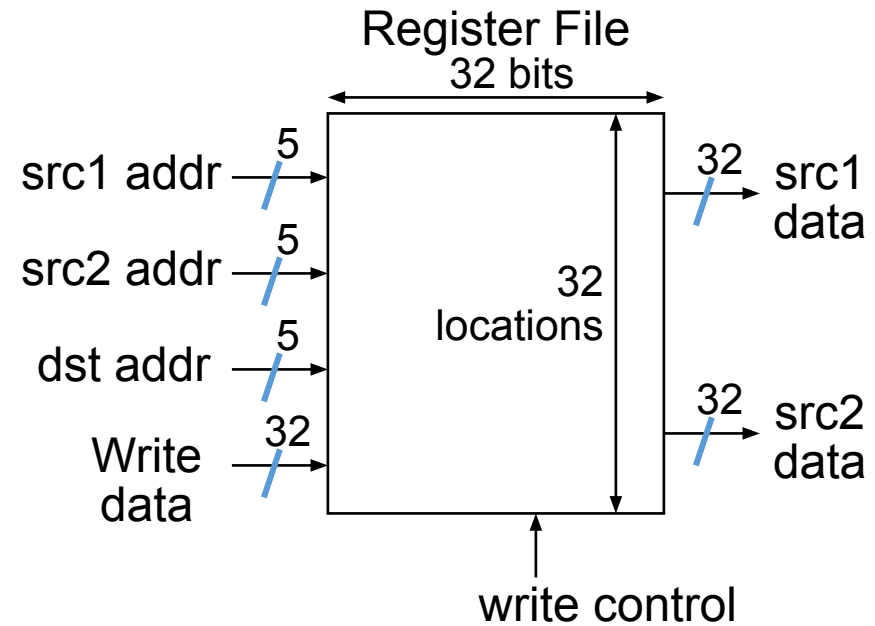 Register File
32 bits
5
src1 addr
32
src1
data
5
src2 addr
32
locations
5
dst addr
32
src2
data
32
Write
data
write control